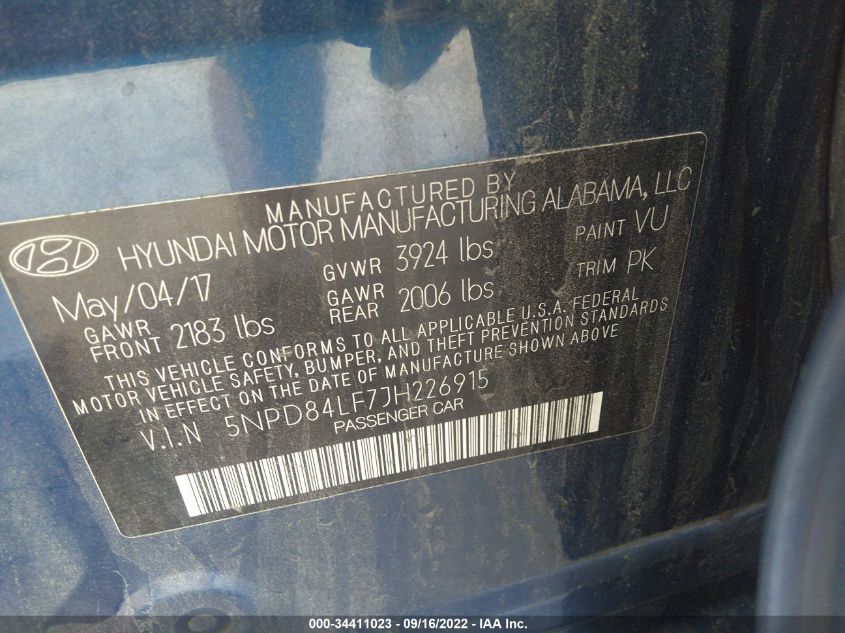 MANUFACTURED BY
HYUNDAI MOTOR MANUFACTURING ALABAMA, LLC
May/04/17
GVWR 3924 lbs
PAINT VU
GAWR FRONT 2183 lbs
GAWR REAR 2006 lbs
TRIM PK
THIS VEHICLE CONFORMS TO ALL APPLICABLE U.S.A. FEDERAL
MOTOR VEHICLE SAFETY, BUMPER, AND THEFT PREVENTION STANDARDS
IN EFFECT ON THE DATE OF MANUFACTURE SHOWN ABOVE
V.I.N 5NPD84LF7JH226915
PASSENGER CAR
000-34411023 - 09/16/2022 - IAA Inc.